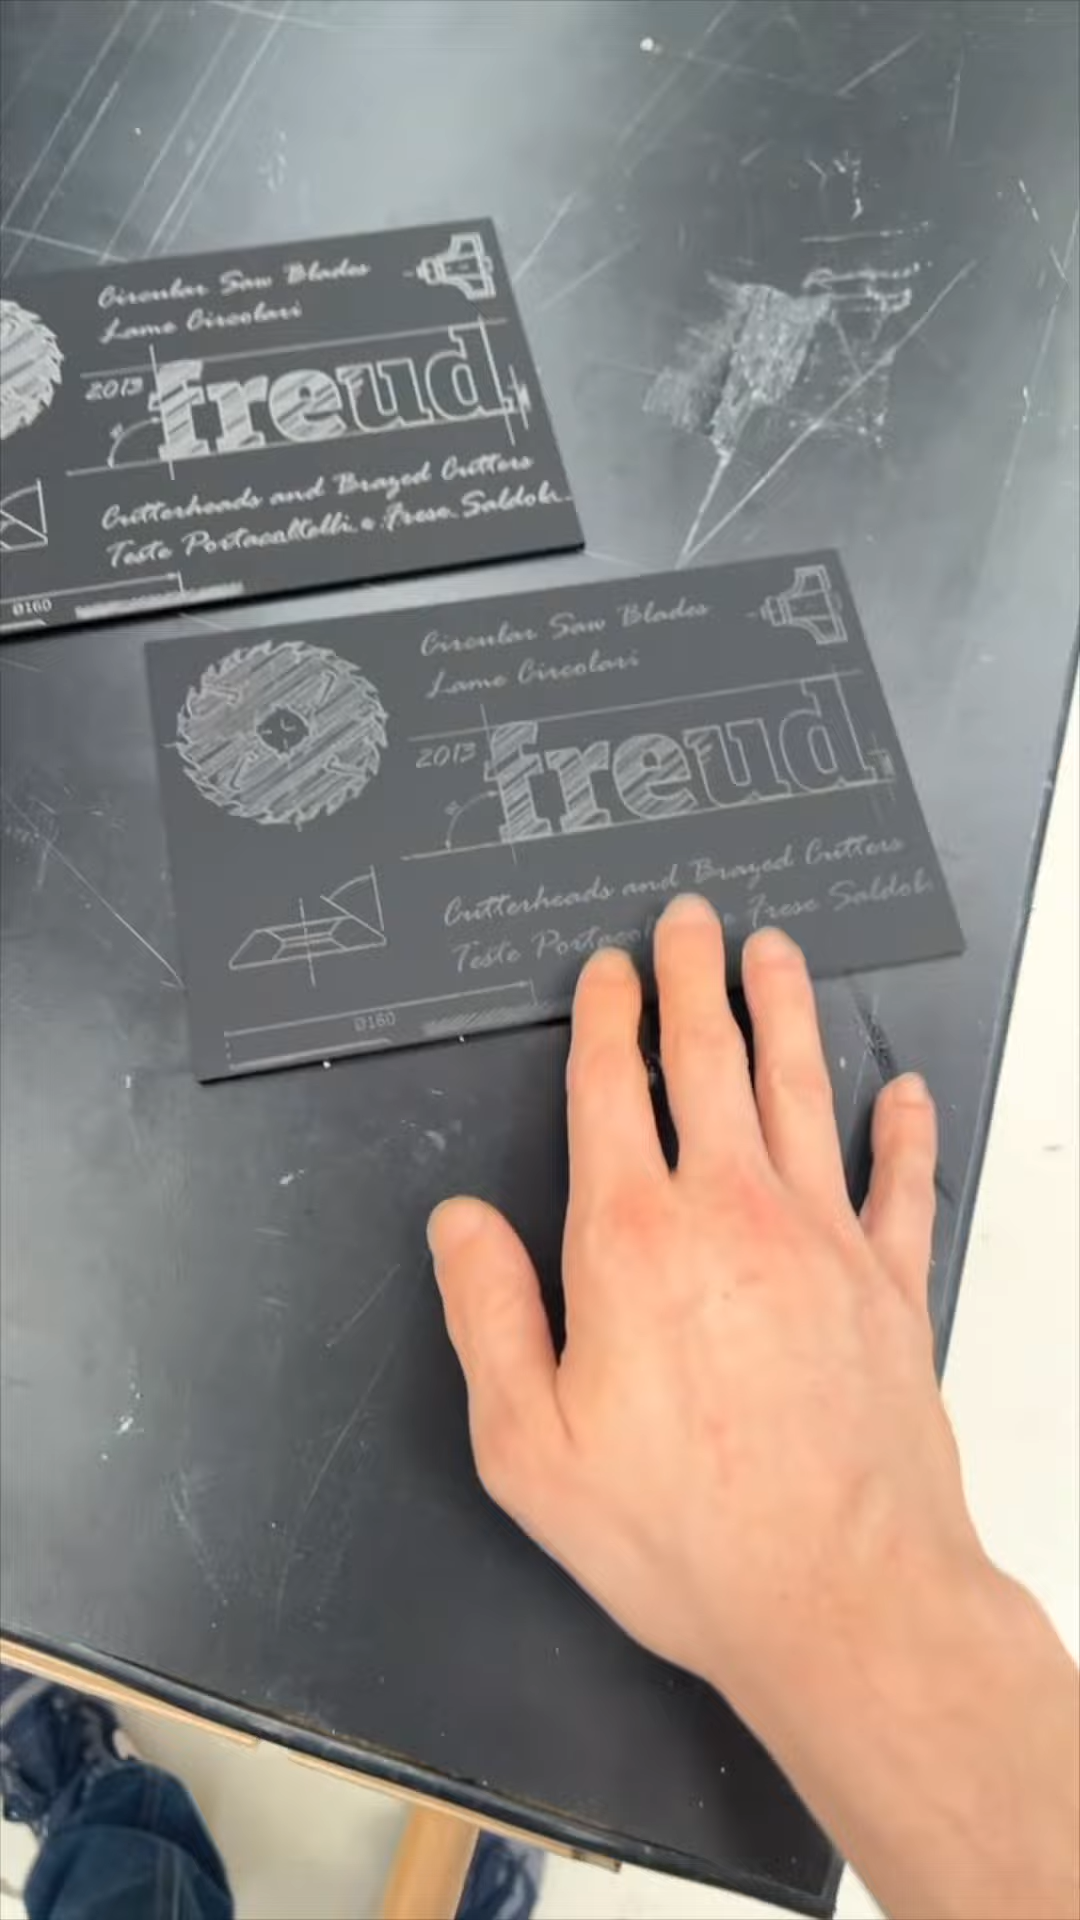 Circular Saw Blades
Lame Circolari
2013
freud
Cutterheads and Brazed Cutters
Teste Portacoltelli e Frese Saldob.
Ø160
Circular Saw Blades
Lame Circolari
2013
freud
Cutterheads and Brazed Cutters
Teste e Frese Saldob.
Ø160